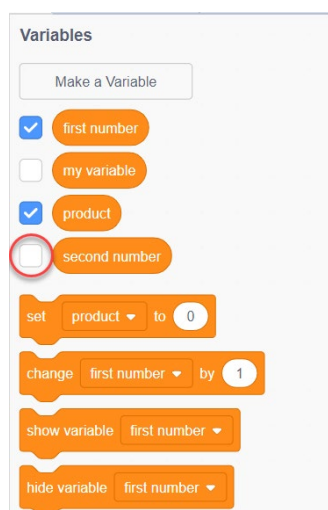 Variables
Make a Variable
first number
my variable
product
second number
set product to 0
change first number by 1
show variable first number
hide variable first number